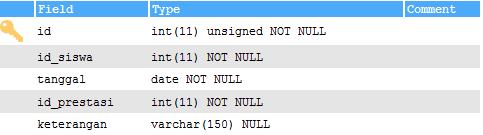 Field Type Comment
id int(11) unsigned NOT NULL
id_siswa int(11) NOT NULL
tanggal date NOT NULL
id_prestasi int(11) NOT NULL
keterangan varchar(150) NULL